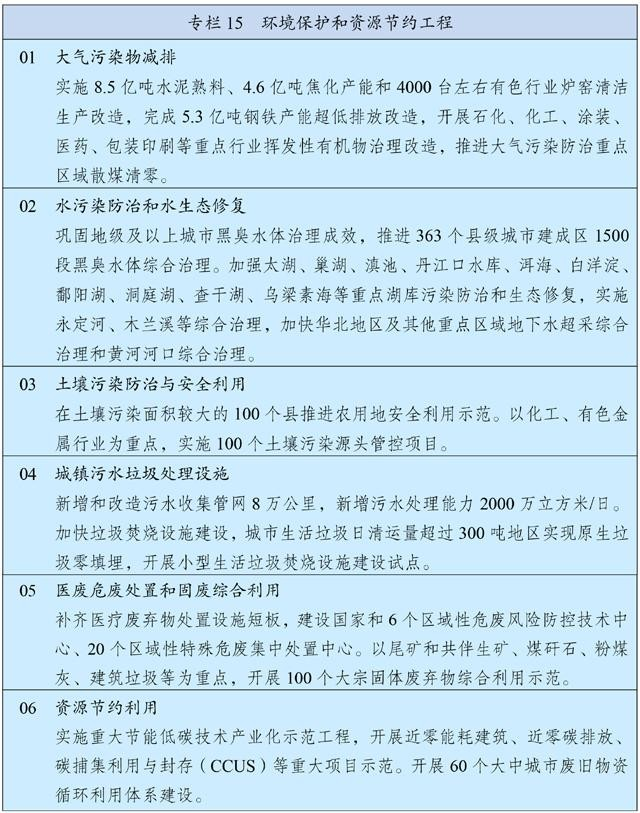 专栏15 环境保护和资源节约工程
01 大气污染物减排
实施8.5亿吨水泥熟料、4.6亿吨焦化产能和4000台左右有色行业炉窑清洁
生产改造，完成5.3亿吨钢铁产能超低排放改造，开展石化、化工、涂装、
医药、包装印刷等重点行业挥发性有机物治理改造，推进大气污染防治重点
区域散煤清零。
02 水污染防治和水生态修复
巩固地级及以上城市黑臭水体治理成效，推进363个县级城市建成区1500
段黑臭水体综合治理。加强太湖、巢湖、滇池、丹江口水库、洱海、白洋淀、
鄱阳湖、洞庭湖、查干湖、乌梁素海等重点湖库污染防治和生态修复，实施
永定河、木兰溪等综合治理，加快华北地区及其他重点区域地下水超采综合
治理和黄河河口综合治理。
03 土壤污染防治与安全利用
在土壤污染面积较大的100个县推进农用地安全利用示范。以化工、有色金
属行业为重点，实施100个土壤污染源头管控项目。
04 城镇污水垃圾处理设施
新增和改造污水收集管网8万公里，新增污水处理能力2000万立方米/日。
加快垃圾焚烧设施建设，城市生活垃圾日清运量超过300吨地区实现原生垃
圾零填埋，开展小型生活垃圾焚烧设施建设试点。
05 医废危废处置和固废综合利用
补齐医疗废弃物处置设施短板，建设国家和6个区域性危废风险防控技术中
心、20个区域性特殊危废集中处置中心。以尾矿和共伴生矿、煤矸石、粉煤
灰、建筑垃圾等为重点，开展100个大宗固体废弃物综合利用示范。
06 资源节约利用
实施重大节能低碳技术产业化示范工程，开展近零能耗建筑、近零碳排放、
碳捕集利用与封存（CCUS）等重大项目示范。开展60个大中城市废旧物资
循环利用体系建设。